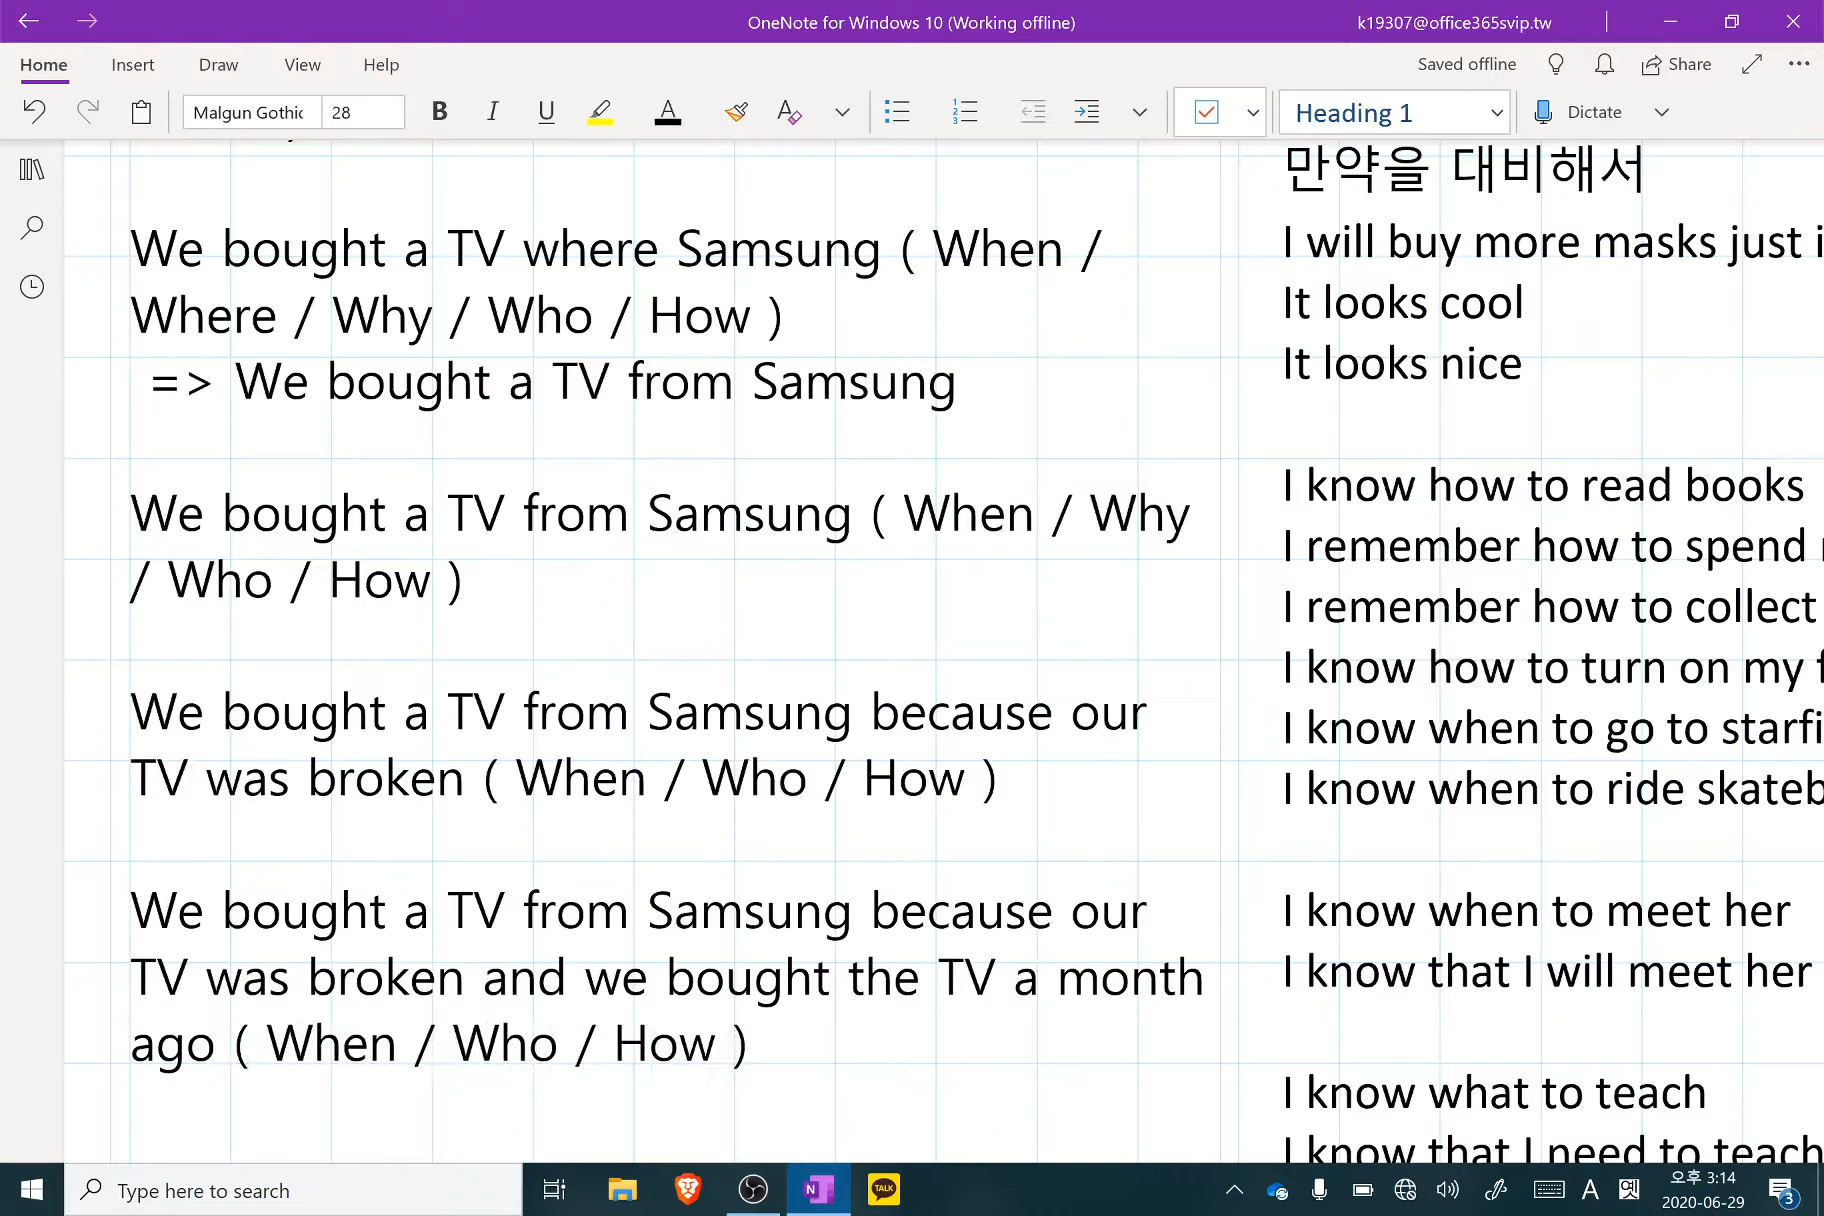 OneNote for Windows 10 (Working offline)
k19307@office365svip.tw
Home Insert Draw View Help
Saved offline
Share
Malgun Gothic 28
B I U A A
Heading 1
Dictate
We bought a TV where Samsung ( When /
Where / Why / Who / How )
=> We bought a TV from Samsung
We bought a TV from Samsung ( When / Why
/ Who / How )
We bought a TV from Samsung because our
TV was broken ( When / Who / How )
We bought a TV from Samsung because our
TV was broken and we bought the TV a month
ago ( When / Who / How )
만약을 대비해서
I will buy more masks just
It looks cool
It looks nice
I know how to read books
I remember how to spend
I remember how to collect
I know how to turn on my
I know when to go to
I know when to ride
I know when to meet her
I know that I will meet her
I know what to teach
I know that I need to teach
Type here to search
N
TALK
A
오후 3:14
2020-06-29
3